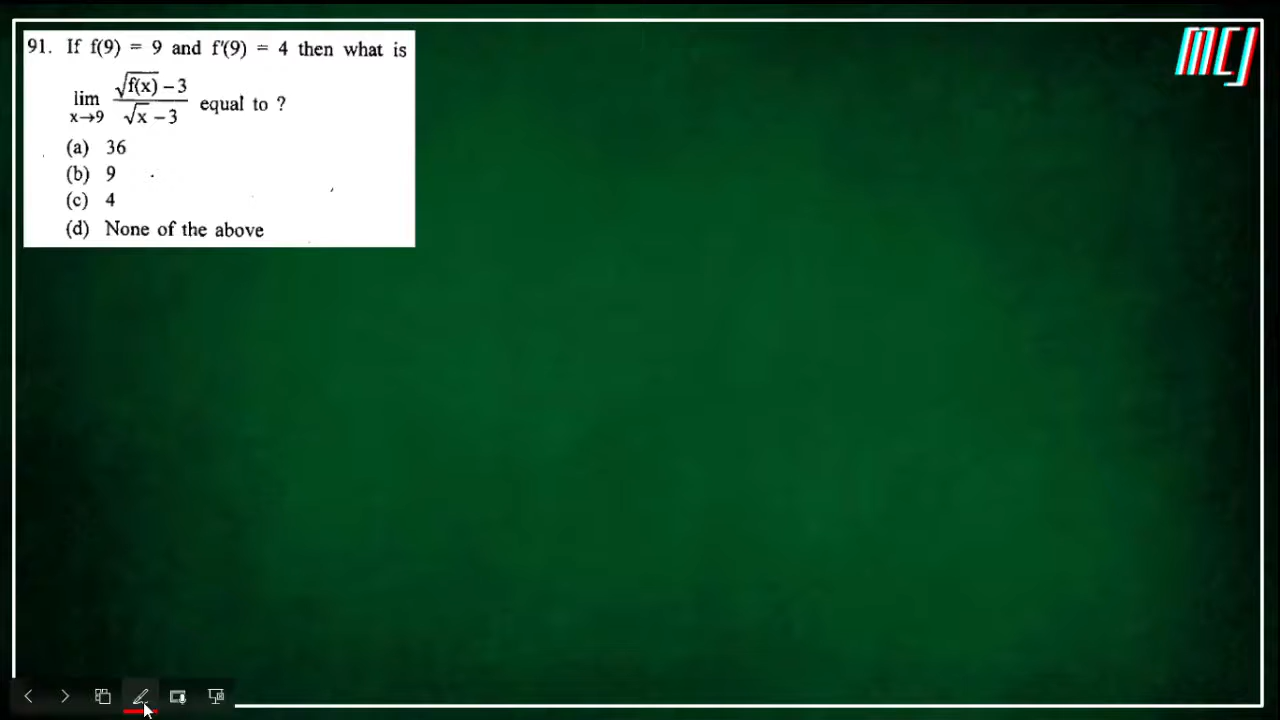 91. If f(9) = 9 and f'(9) = 4 then what is
lim x→9 (√f(x) – 3)/(√x – 3) equal to ?
(a) 36
(b) 9
(c) 4
(d) None of the above
MCJ